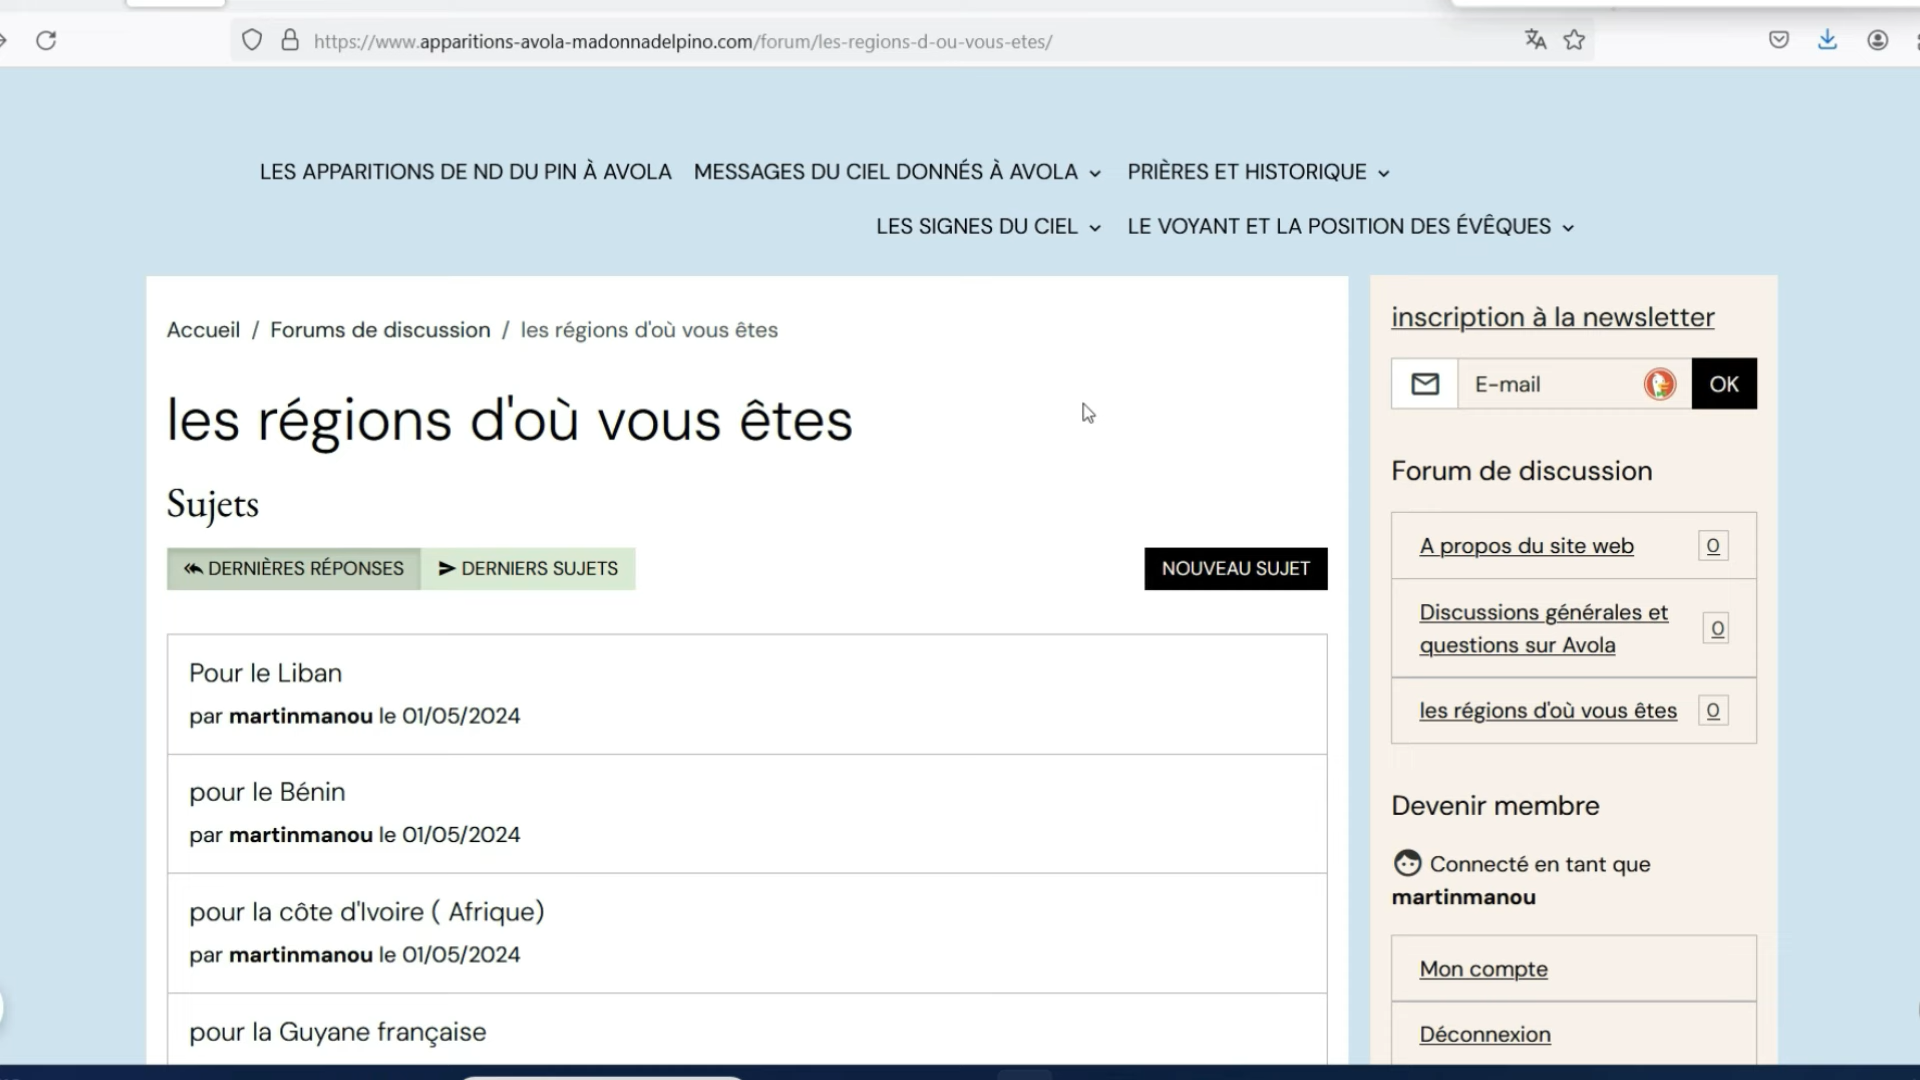 https://www.apparitions-avola-madonnadelpino.com/forum/les-regions-d-ou-vous-etes/
LES APPARITIONS DE ND DU PIN À AVOLA MESSAGES DU CIEL DONNÉS À AVOLA PRIÈRES ET HISTORIQUE
LES SIGNES DU CIEL LE VOYANT ET LA POSITION DES ÉVÊQUES
Accueil / Forums de discussion / les régions d'où vous êtes
les régions d'où vous êtes
Sujets
DERNIÈRES RÉPONSES DERNIERS SUJETS NOUVEAU SUJET
Pour le Liban
par martinmanou le 01/05/2024
pour le Bénin
par martinmanou le 01/05/2024
pour la côte d'Ivoire ( Afrique)
par martinmanou le 01/05/2024
pour la Guyane française
inscription à la newsletter
E-mail OK
Forum de discussion
A propos du site web 0
Discussions générales et
questions sur Avola 0
les régions d'où vous êtes 0
Devenir membre
Connecté en tant que
martinmanou
Mon compte
Déconnexion